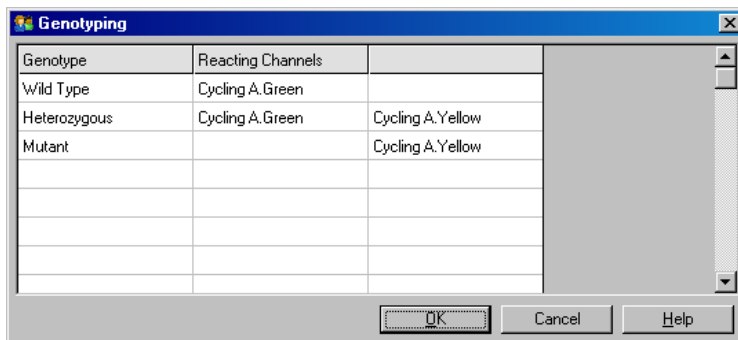 Genotyping
Genotype Reacting Channels
Wild Type Cycling A.Green
Heterozygous Cycling A.Green Cycling A.Yellow
Mutant Cycling A.Yellow
OK Cancel Help